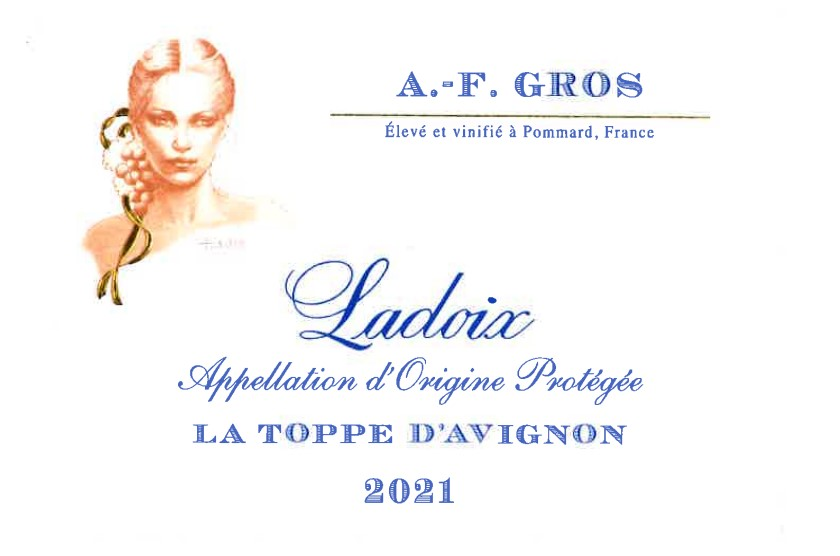 A.-F. GROS
Élevé et vinifié à Pommard, France
Ladoix
Appellation d'Origine Protégée
LA TOPPE D'AVIGNON
2021